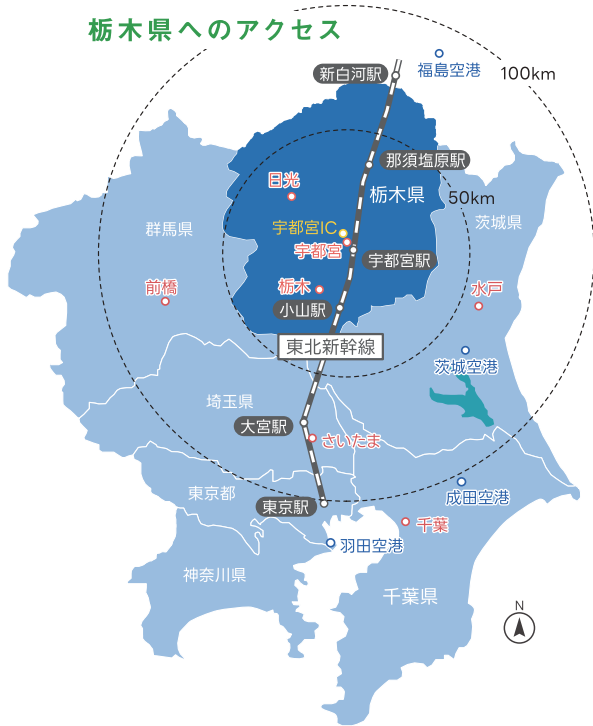 栃木県へのアクセス
福島空港
新白河駅
100km
那須塩原駅
日光
栃木県
50km
群馬県
茨城県
宇都宮IC
宇都宮
宇都宮駅
前橋
栃木
水戸
小山駅
東北新幹線
茨城空港
埼玉県
大宮駅
さいたま
東京都
成田空港
東京駅
千葉
羽田空港
神奈川県
千葉県
N